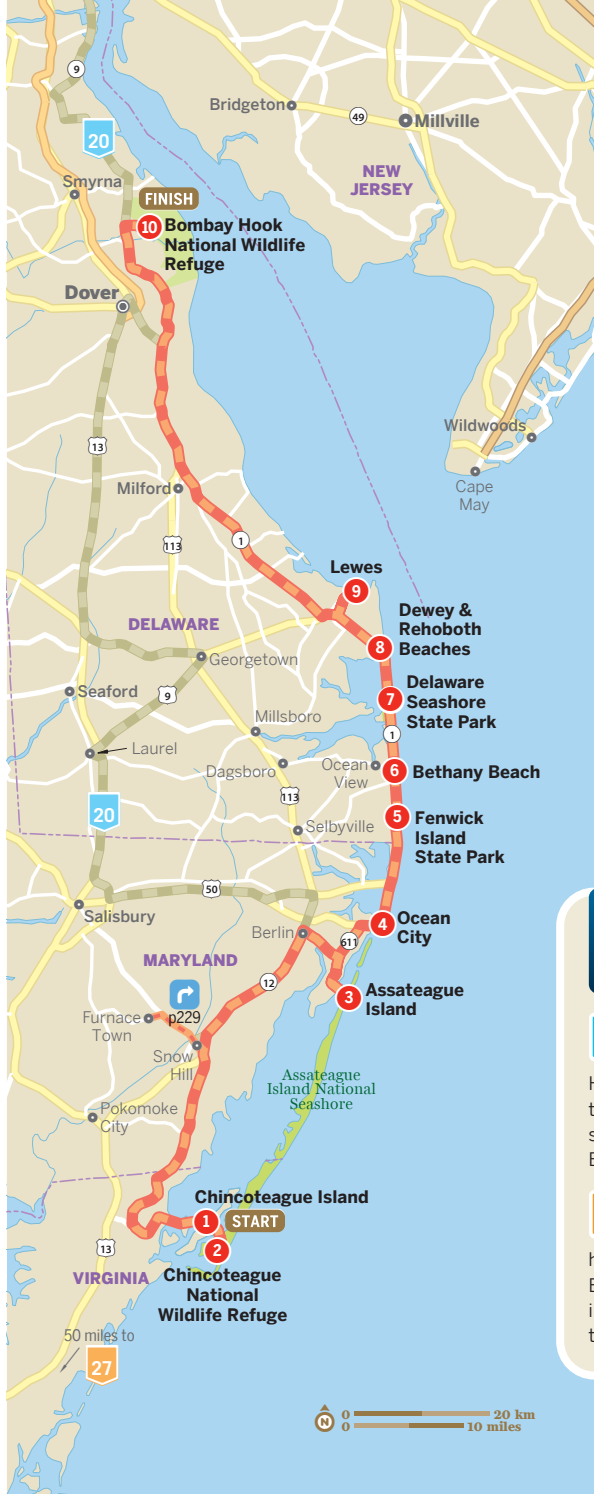 9
Bridgeton
49
Millville
20
NEW
JERSEY
Smyrna
FINISH
10 Bombay Hook
National Wildlife
Refuge
Dover
Wildwoods
13
Cape
May
Milford
113
1
Lewes
9
DELAWARE
Dewey &
Rehoboth
Beaches
8
Georgetown
Seaford
9
7
Delaware
Seashore
State Park
Millsboro
1
Laurel
Dagsboro
Ocean
View
6 Bethany Beach
113
20
5 Fenwick
Island
State Park
Selbyville
50
Salisbury
4 Ocean
City
Berlin
611
MARYLAND
12
3 Assateague
Island
p229
Furnace
Town
Snow
Hill
Assateague
Island National
Seashore
Pokomoke
City
Chincoteague Island
1 START
2
13
Chincoteague
National
Wildlife Refuge
VIRGINIA
50 miles to
27
N
0 20 km
0 10 miles